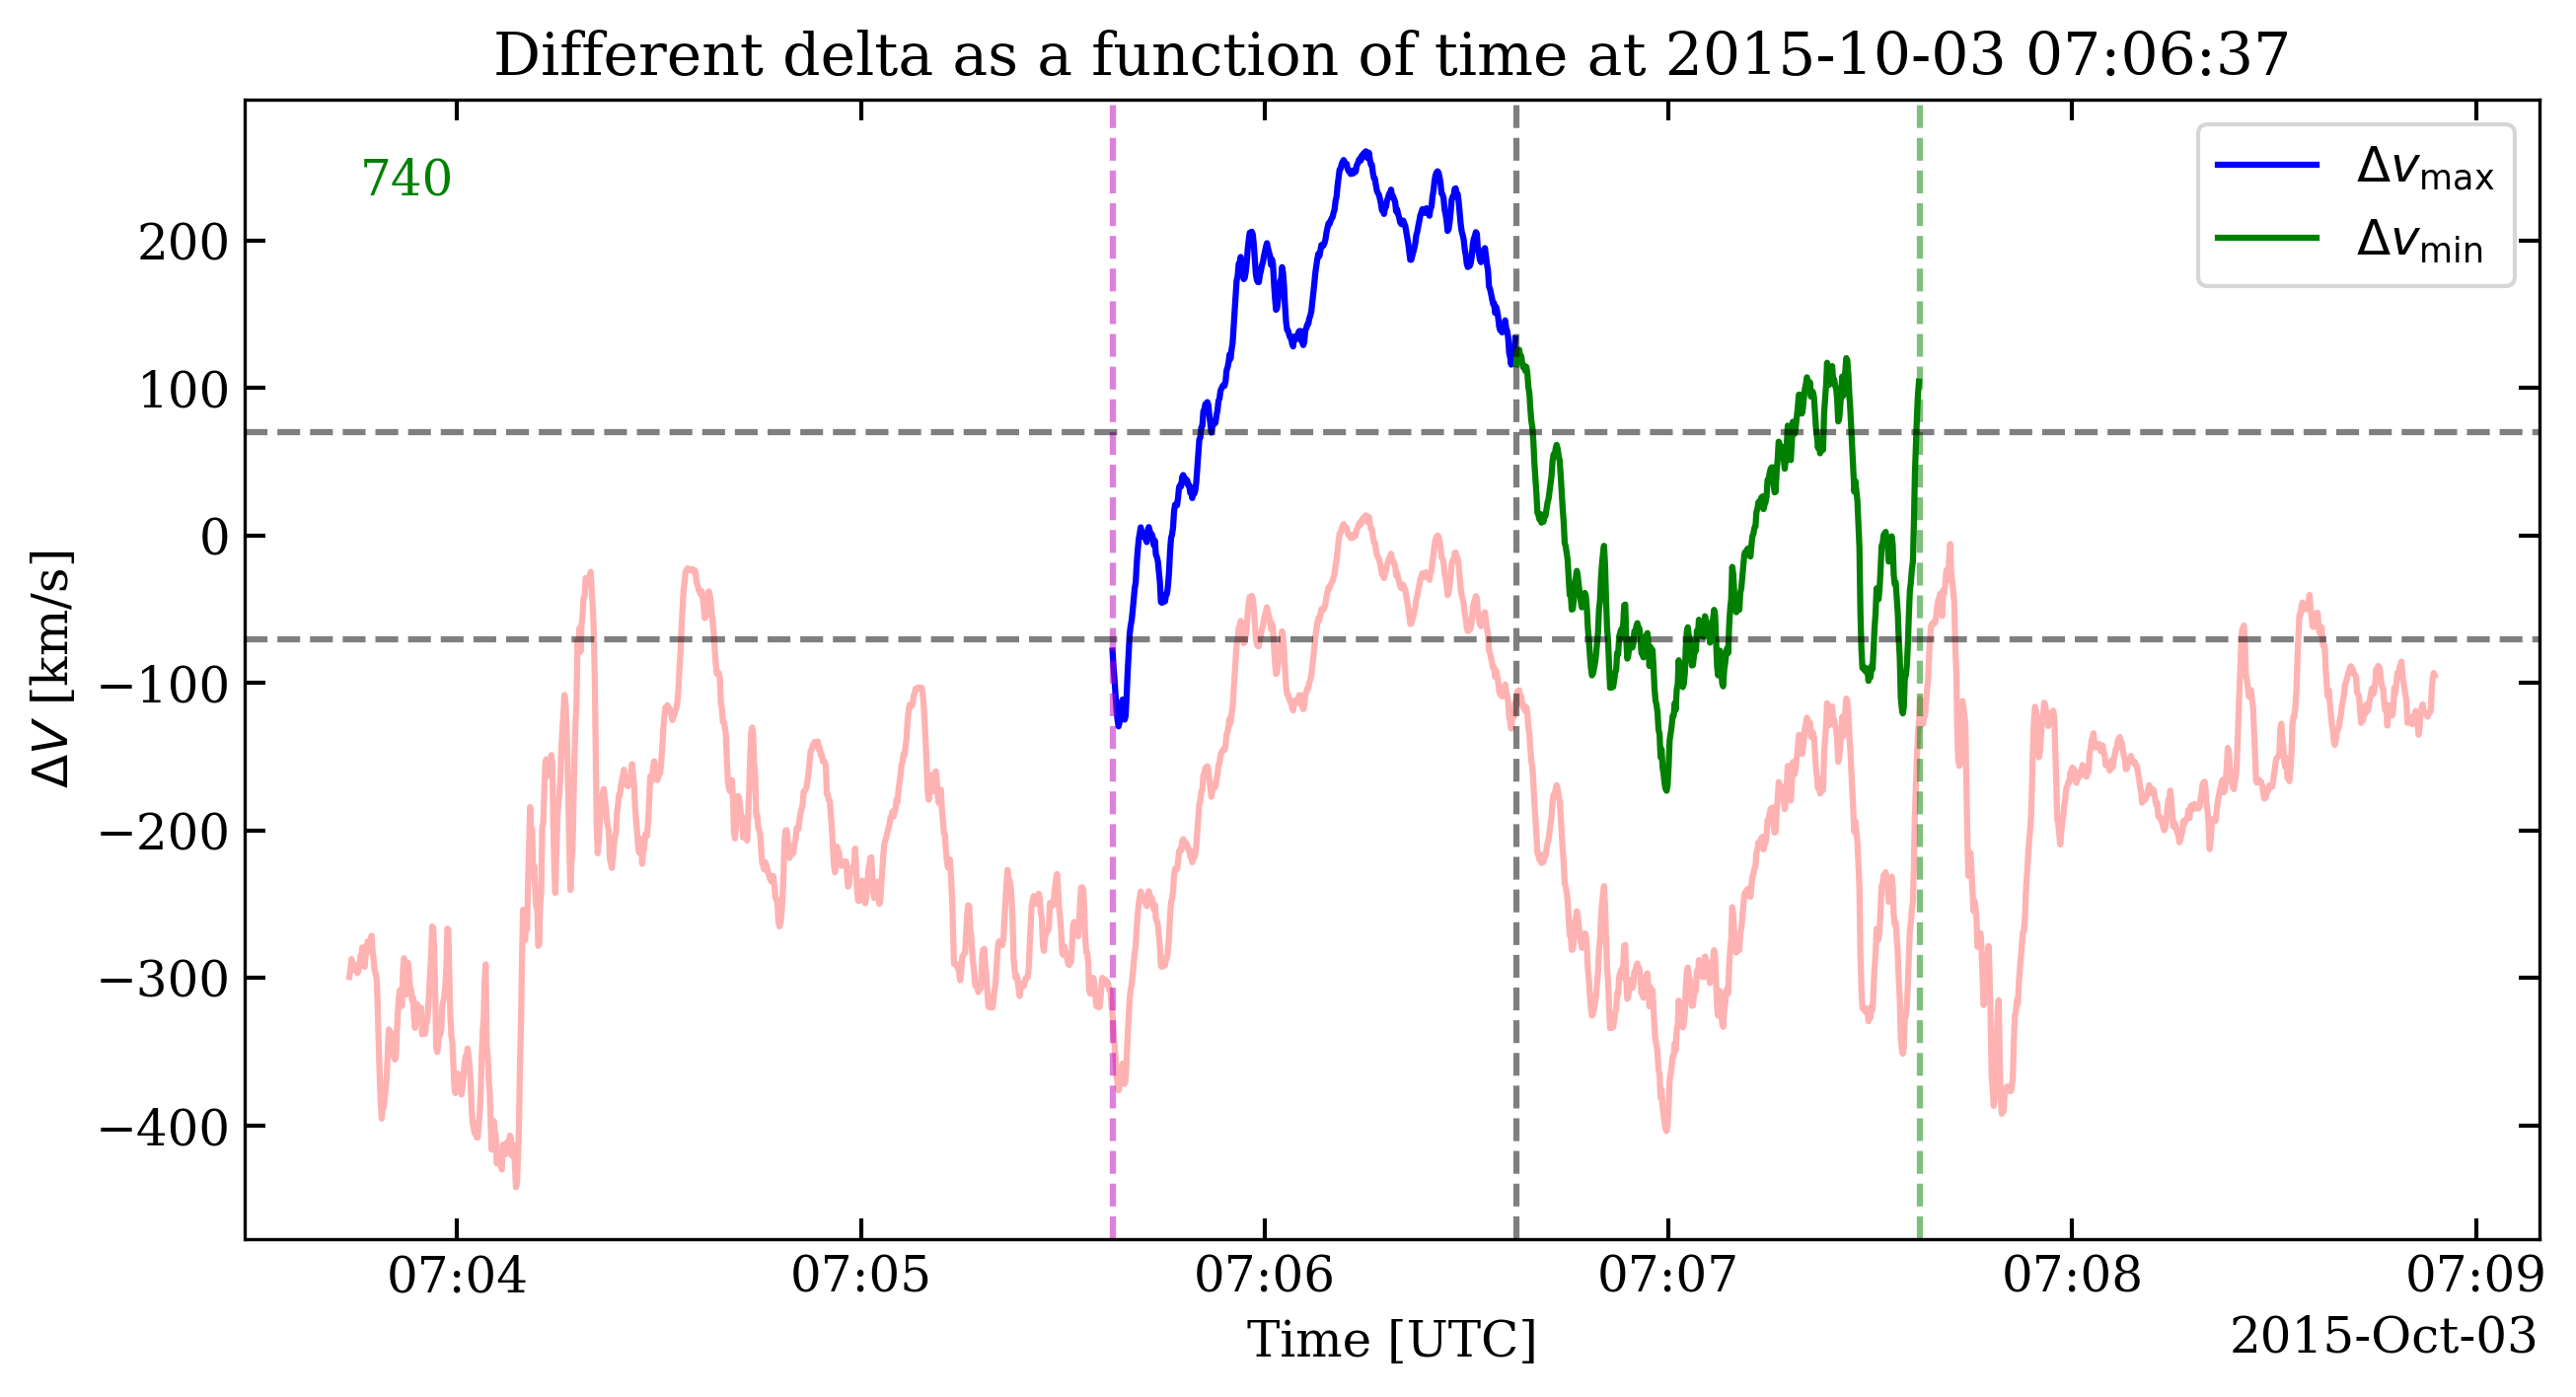 Different delta as a function of time at 2015-10-03 07:06:37
740
Δv_max
Δv_min
ΔV [km/s]
200
100
0
−100
−200
−300
−400
07:04 07:05 07:06 07:07 07:08 07:09
Time [UTC]
2015-Oct-03